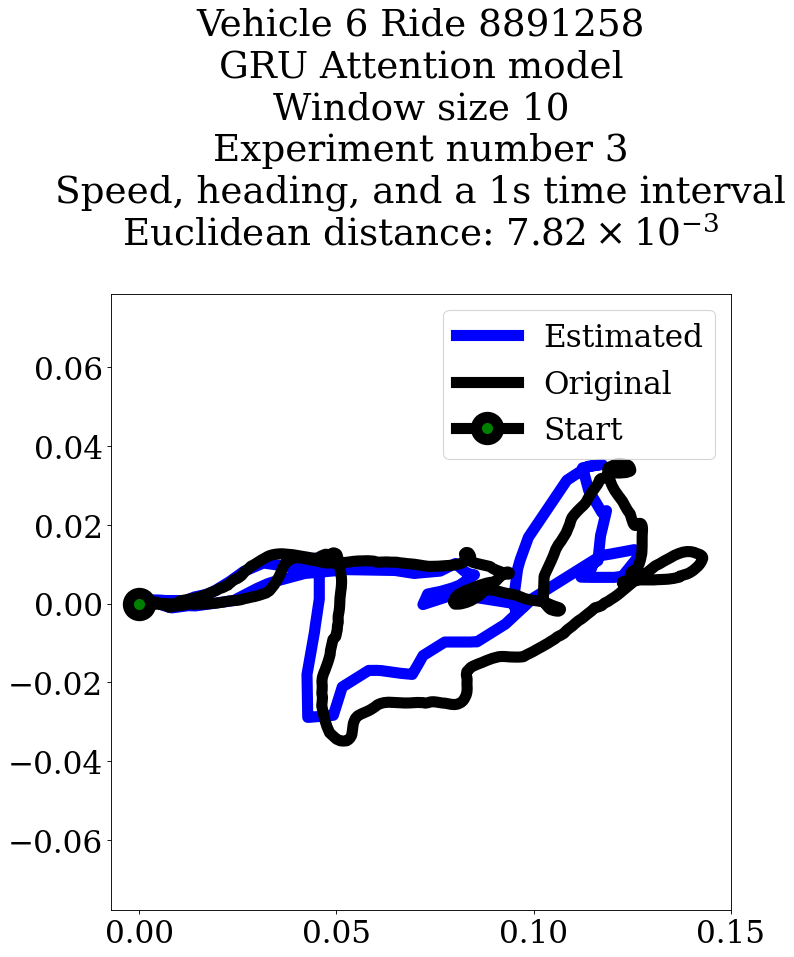 Vehicle 6 Ride 8891258
GRU Attention model
Window size 10
Experiment number 3
Speed, heading, and a 1s time interval
Euclidean distance: 7.82 × 10⁻³
Estimated
Original
Start
0.06
0.04
0.02
0.00
−0.02
−0.04
−0.06
0.00 0.05 0.10 0.15